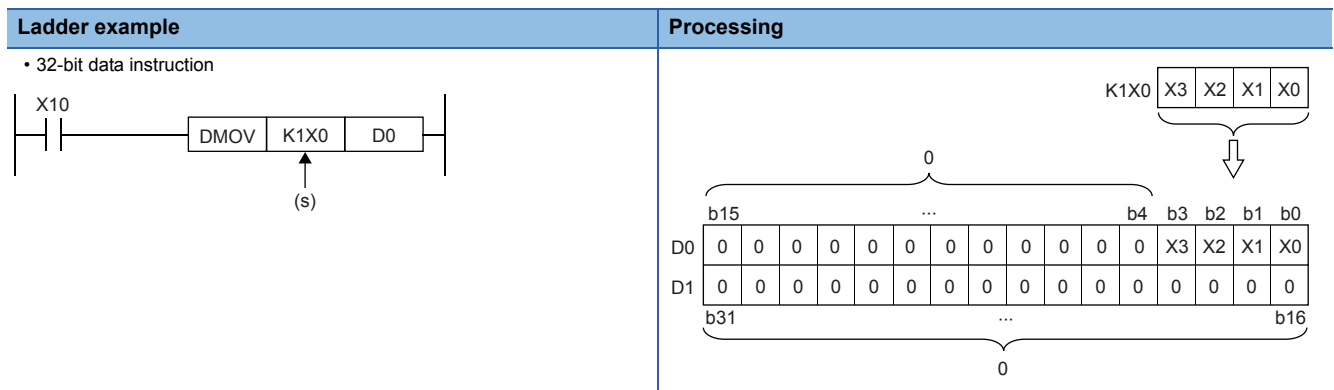 Ladder example
Processing
• 32-bit data instruction
X10
DMOV K1X0 D0
(s)
K1X0 X3 X2 X1 X0
0
b15 ... b4 b3 b2 b1 b0
D0 0 0 0 0 0 0 0 0 0 0 0 0 X3 X2 X1 X0
D1 0 0 0 0 0 0 0 0 0 0 0 0 0 0 0 0
b31 ... b16
0